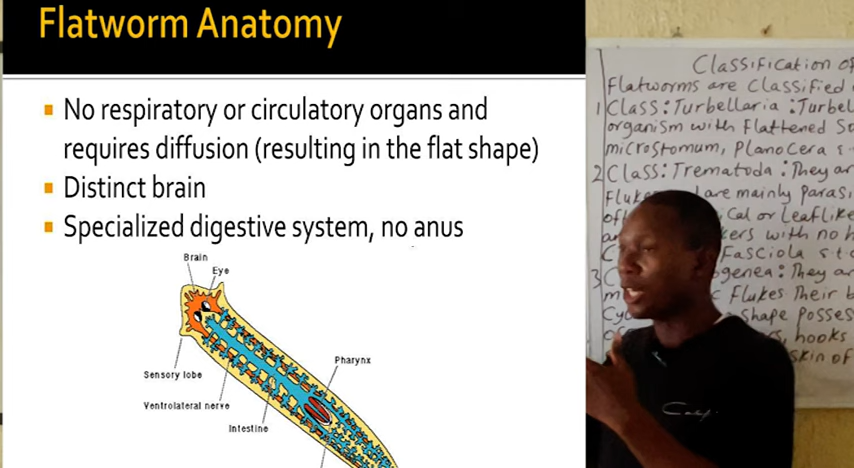 Flatworm Anatomy
No respiratory or circulatory organs and
requires diffusion (resulting in the flat shape)
Distinct brain
Specialized digestive system, no anus
Brain
Eye
Pharynx
Sensory lobe
Ventrolateral nerve
Intestine
Classification of
Flatworms are Classified
1 Class: Turbellaria : Turbel
organism with Flattened
microstomum, Planocera
2 Class: Trematoda : They ar
are mainly Parasi
ical or Leaflike
kers with no h
Fasciola
3 genea: They ar
Flukes Their b
shape Posses
hooks
skin of